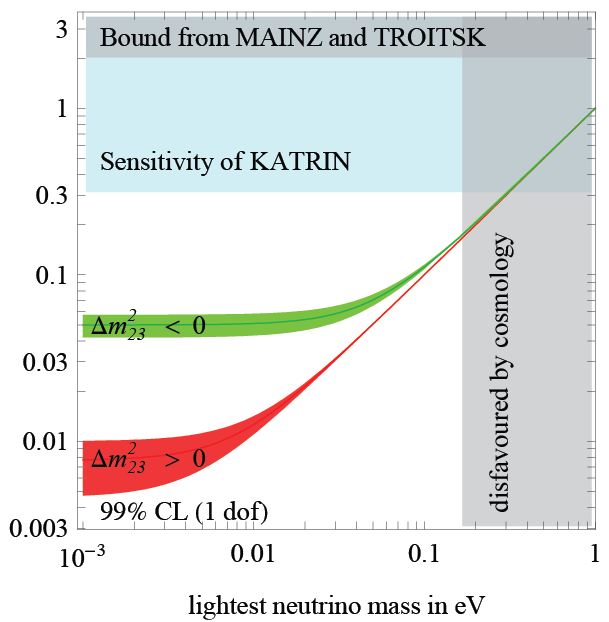 3
Bound from MAINZ and TROITSK
1
Sensitivity of KATRIN
0.3
disfavoured by cosmology
0.1
Δm²₂₃ < 0
0.03
0.01
Δm²₂₃ > 0
99% CL (1 dof)
0.003
10⁻³ 0.01 0.1 1
lightest neutrino mass in eV